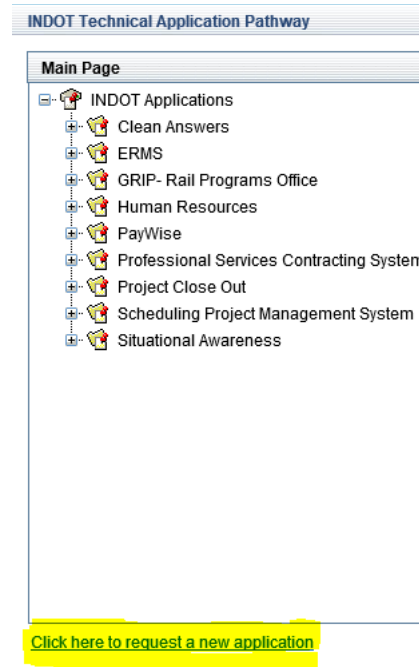 INDOT Technical Application Pathway
Main Page
INDOT Applications
Clean Answers
ERMS
GRIP- Rail Programs Office
Human Resources
PayWise
Professional Services Contracting System
Project Close Out
Scheduling Project Management System
Situational Awareness
Click here to request a new application